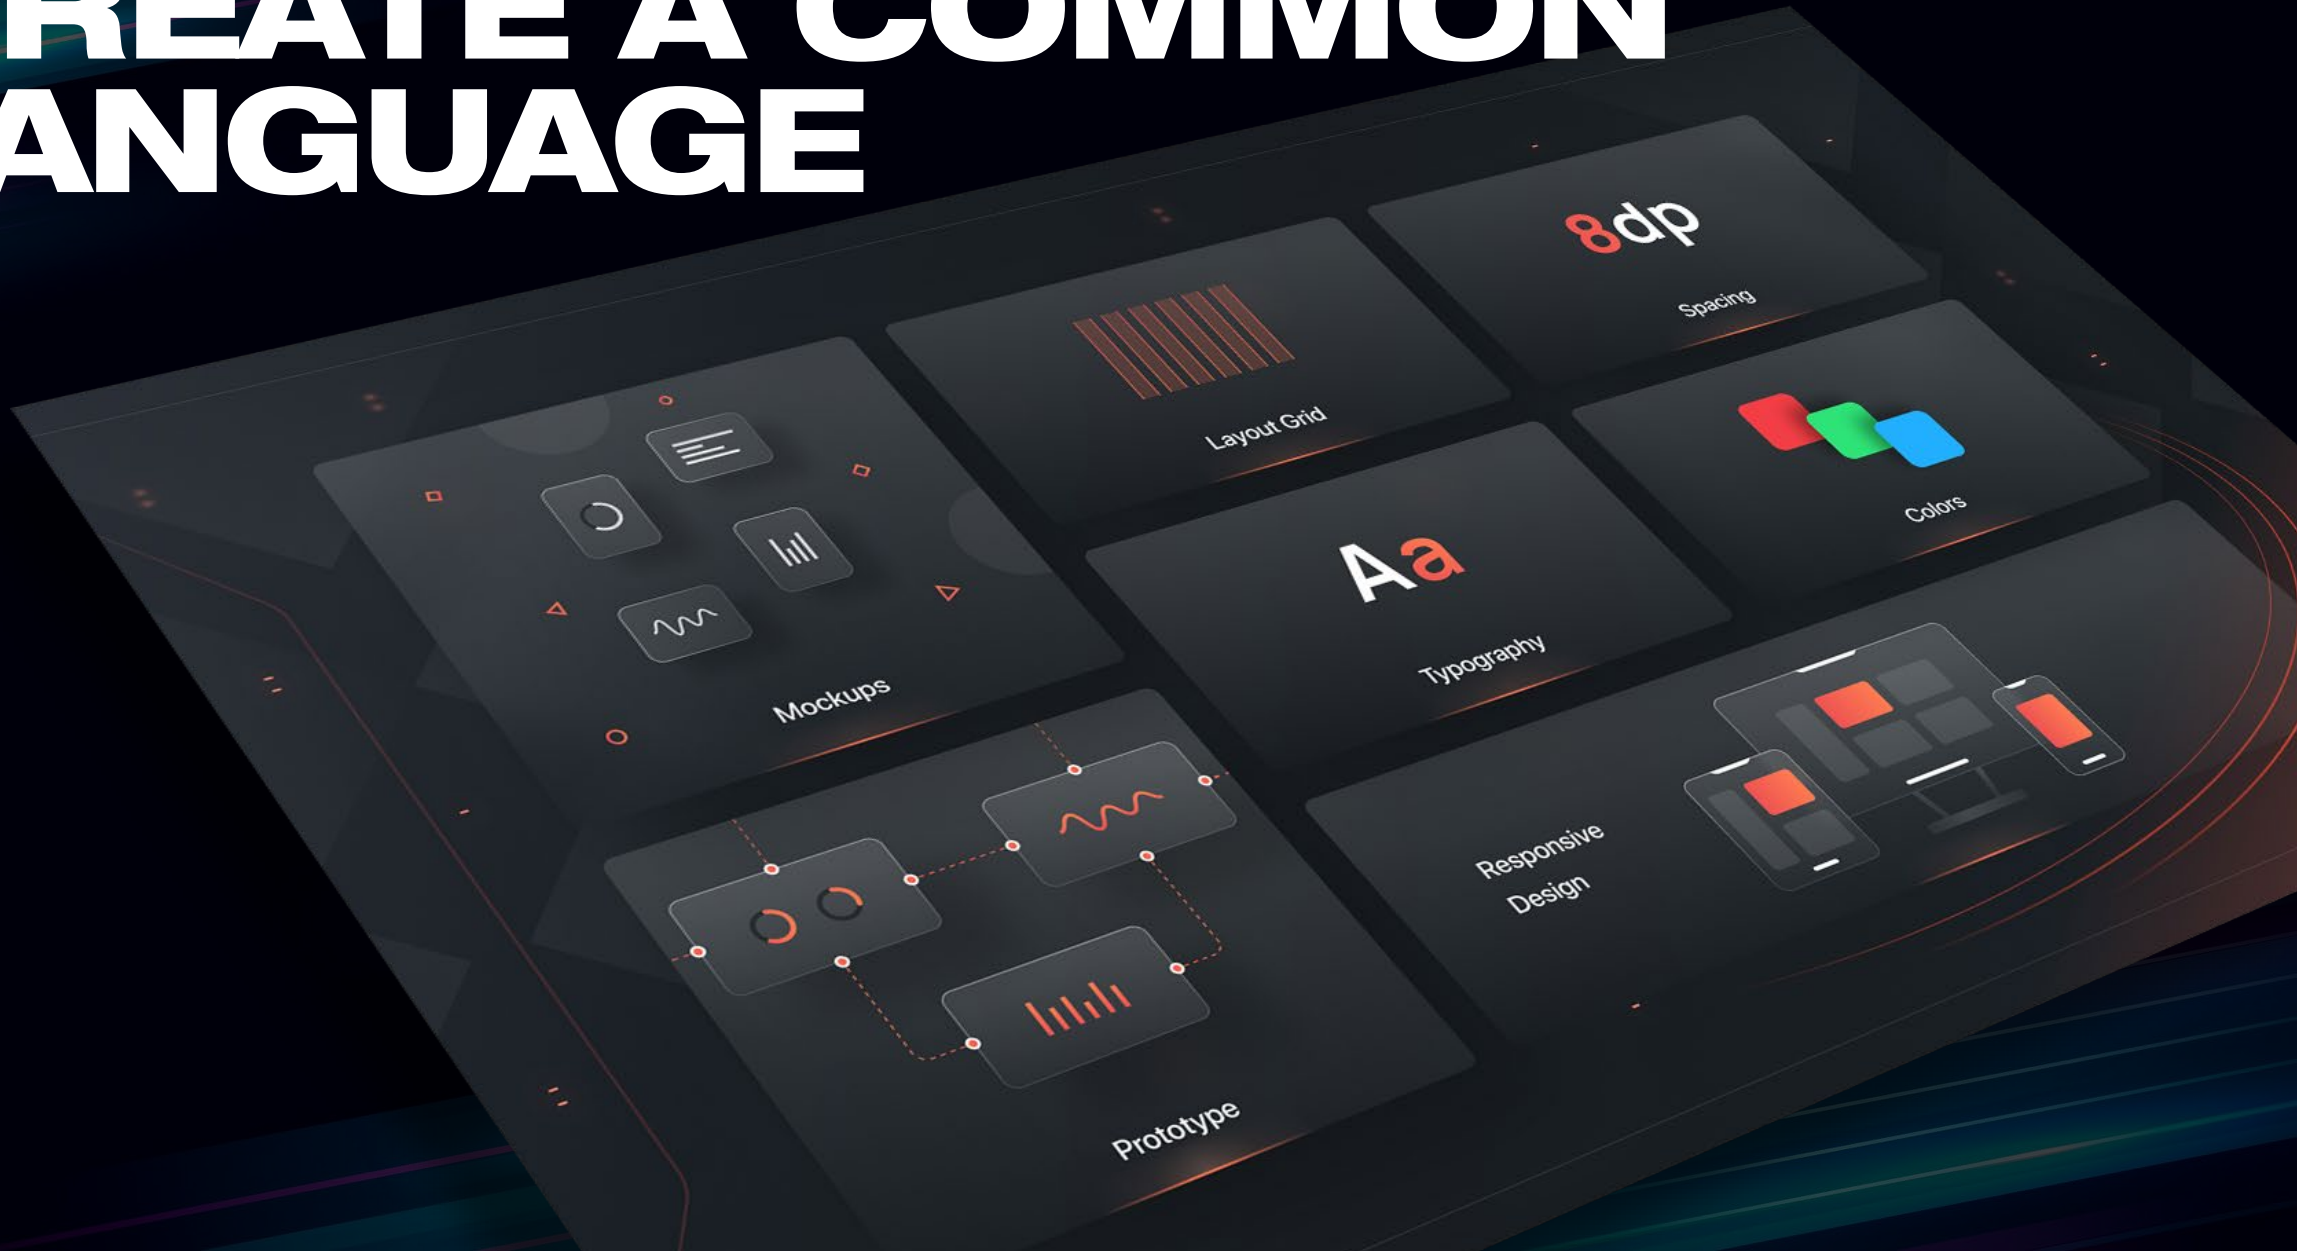 REATE A COMMON
ANGUAGE
8dp
Spacing
Layout Grid
Colors
Aa
Typography
Mockups
Responsive
Design
Prototype